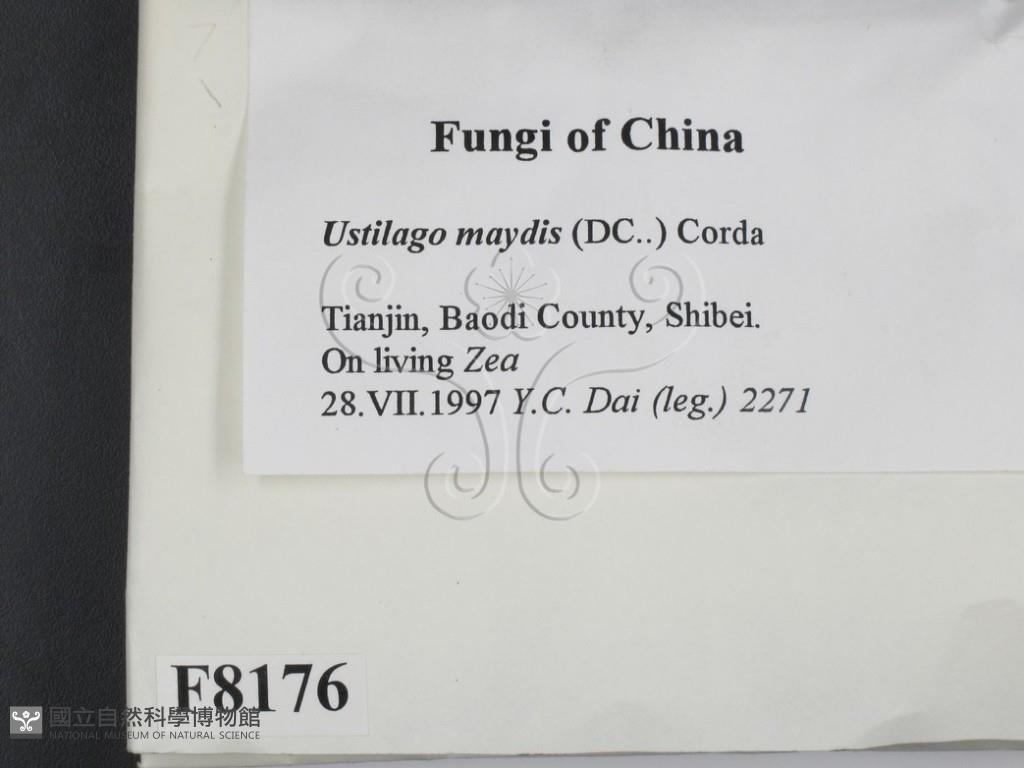 Fungi of China
Ustilago maydis (DC..) Corda
Tianjin, Baodi County, Shibei.
On living Zea
28.VII.1997 Y.C. Dai (leg.) 2271
F8176
國立自然科學博物館
NATIONAL MUSEUM OF NATURAL SCIENCE